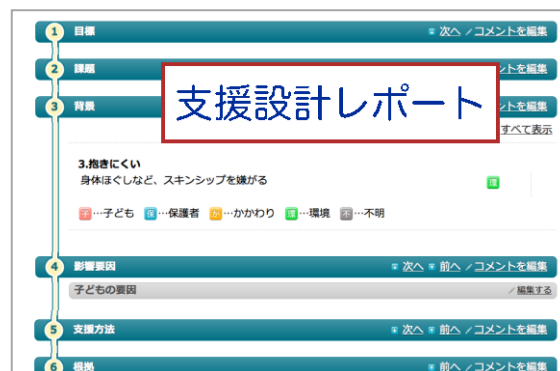 1 目標 次へ / コメントを編集
2 課題 ントを編集
支援設計レポート
3 背景 ントを編集
すべて表示
3.抱きにくい
身体ほぐしなど、スキンシップを嫌がる 環
子…子ども 保…保護者 か…かかわり 環…環境 不…不明
4 影響要因 次へ 前へ / コメントを編集
子どもの要因 / 編集する
5 支援方法 次へ 前へ / コメントを編集
6 根拠 前へ / コメントを編集